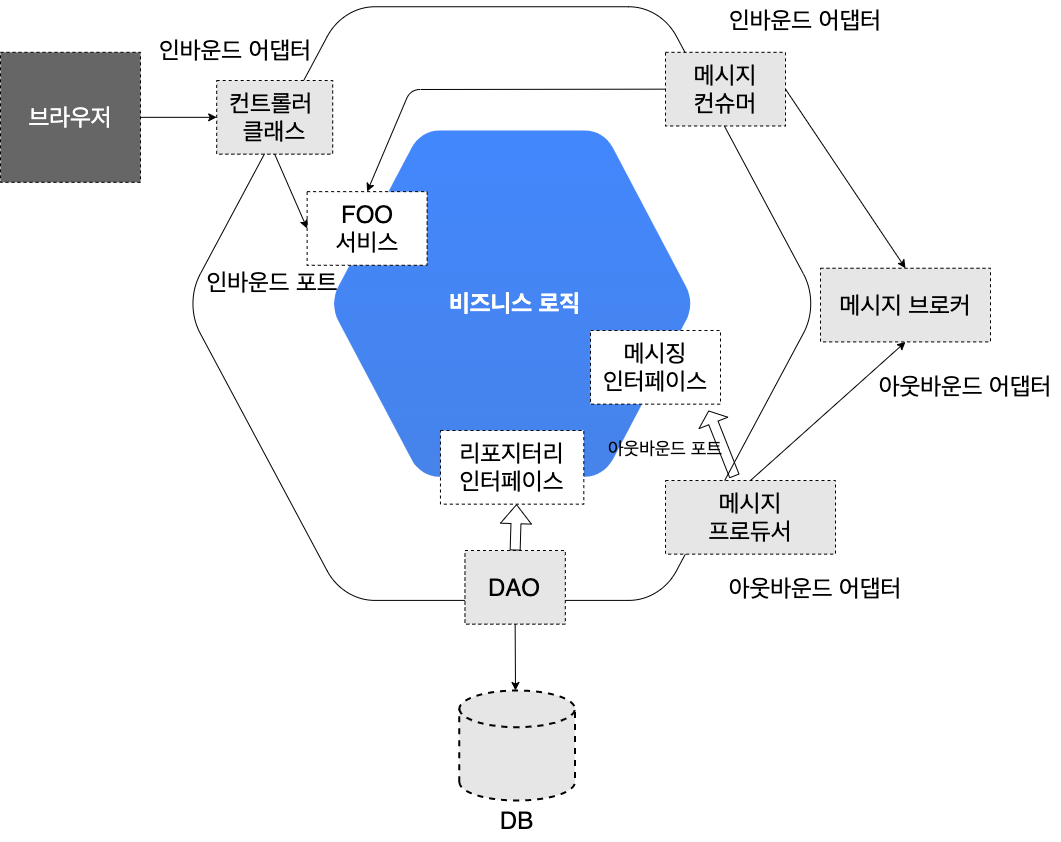 인바운드 어댑터
인바운드 어댑터
브라우저
컨트롤러
클래스
메시지
컨슈머
FOO
서비스
인바운드 포트
비즈니스 로직
메시지 브로커
메시징
인터페이스
아웃바운드 어댑터
아웃바운드 포트
리포지터리
인터페이스
메시지
프로듀서
DAO
아웃바운드 어댑터
DB